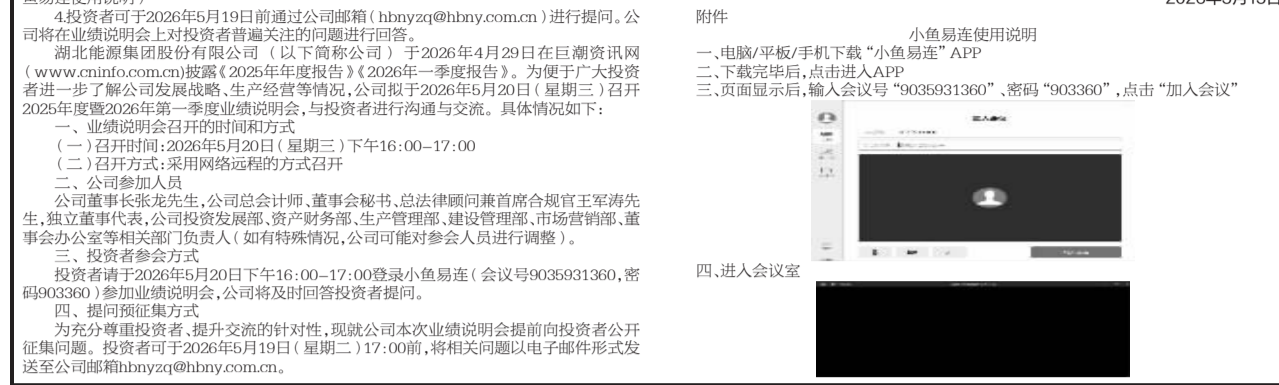 4.投资者可于2026年5月19日前通过公司邮箱(hbnyzq@hbny.com.cn)进行提问。公
司将在业绩说明会上对投资者普遍关注的问题进行回答。
湖北能源集团股份有限公司(以下简称公司)于2026年4月29日在巨潮资讯网
(www.cninfo.com.cn)披露《2025年年度报告》《2026年一季度报告》。为便于广大投资
者进一步了解公司发展战略、生产经营等情况,公司拟于2026年5月20日(星期三)召开
2025年度暨2026年第一季度业绩说明会,与投资者进行沟通与交流。具体情况如下:
一、业绩说明会召开的时间和方式
(一)召开时间:2026年5月20日(星期三)下午16:00-17:00
(二)召开方式:采用网络远程的方式召开
二、公司参加人员
公司董事长张龙先生,公司总会计师、董事会秘书、总法律顾问兼首席合规官王军涛先
生,独立董事代表,公司投资发展部、资产财务部、生产管理部、建设管理部、市场营销部、董
事会办公室等相关部门负责人(如有特殊情况,公司可能对参会人员进行调整)。
三、投资者参会方式
投资者请于2026年5月20日下午16:00-17:00登录小鱼易连(会议号9035931360,密
码903360)参加业绩说明会,公司将及时回答投资者提问。
四、提问预征集方式
为充分尊重投资者、提升交流的针对性,现就公司本次业绩说明会提前向投资者公开
征集问题。投资者可于2026年5月19日(星期二)17:00前,将相关问题以电子邮件形式发
送至公司邮箱hbnyzq@hbny.com.cn。
附件
小鱼易连使用说明
一、电脑/平板/手机下载“小鱼易连”APP
二、下载完毕后,点击进入APP
三、页面显示后,输入会议号“9035931360”、密码“903360”,点击“加入会议”
四、进入会议室